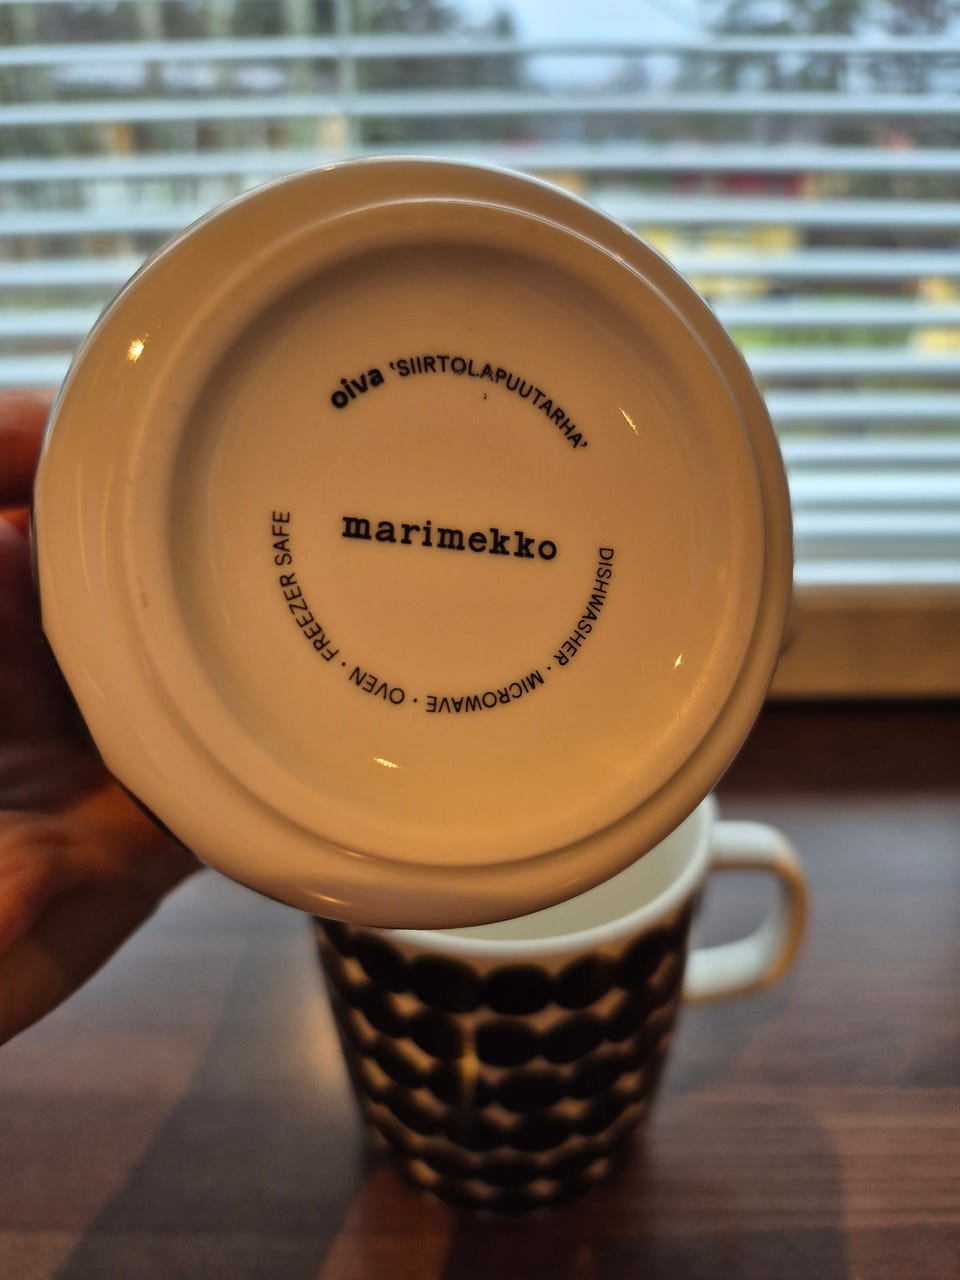 oiva ‘SIIRTOLAPUUTARHA’
marimekko
DISHWASHER · MICROWAVE · OVEN · FREEZER SAFE